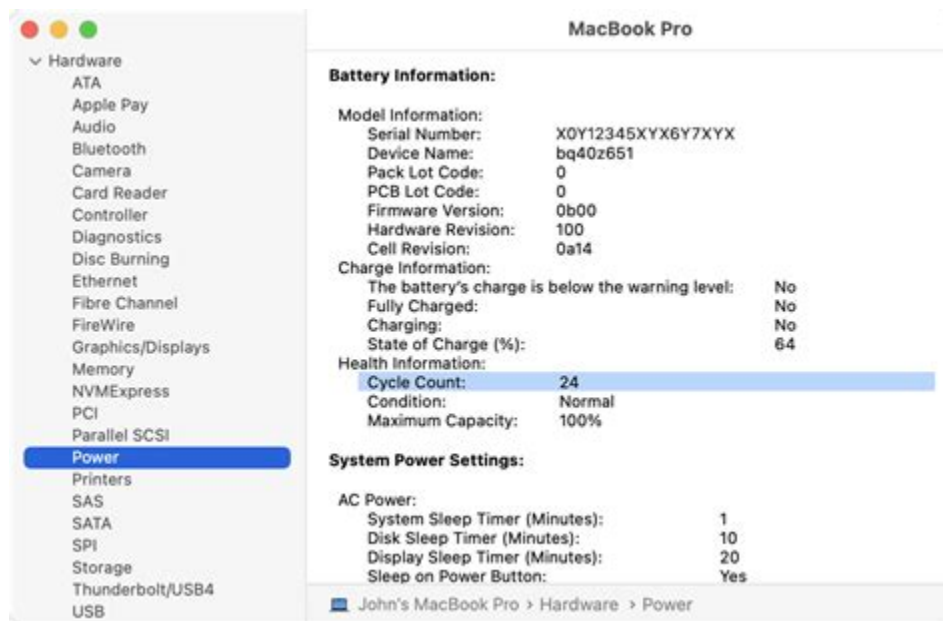 MacBook Pro
Hardware
ATA
Apple Pay
Audio
Bluetooth
Camera
Card Reader
Controller
Diagnostics
Disc Burning
Ethernet
Fibre Channel
FireWire
Graphics/Displays
Memory
NVMExpress
PCI
Parallel SCSI
Power
Printers
SAS
SATA
SPI
Storage
Thunderbolt/USB4
USB
Battery Information:
Model Information:
Serial Number: X0Y12345XYX6Y7XYX
Device Name: bq40z651
Pack Lot Code: 0
PCB Lot Code: 0
Firmware Version: 0b00
Hardware Revision: 100
Cell Revision: 0a14
Charge Information:
The battery's charge is below the warning level: No
Fully Charged: No
Charging: No
State of Charge (%): 64
Health Information:
Cycle Count: 24
Condition: Normal
Maximum Capacity: 100%
System Power Settings:
AC Power:
System Sleep Timer (Minutes): 1
Disk Sleep Timer (Minutes): 10
Display Sleep Timer (Minutes): 20
Sleep on Power Button: Yes
John's MacBook Pro › Hardware › Power